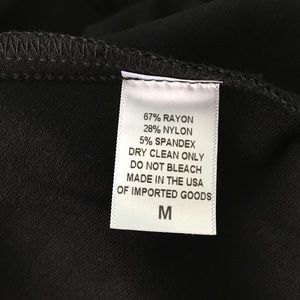 67% RAYON
28% NYLON
5% SPANDEX
DRY CLEAN ONLY
DO NOT BLEACH
MADE IN THE USA
OF IMPORTED GOODS
M